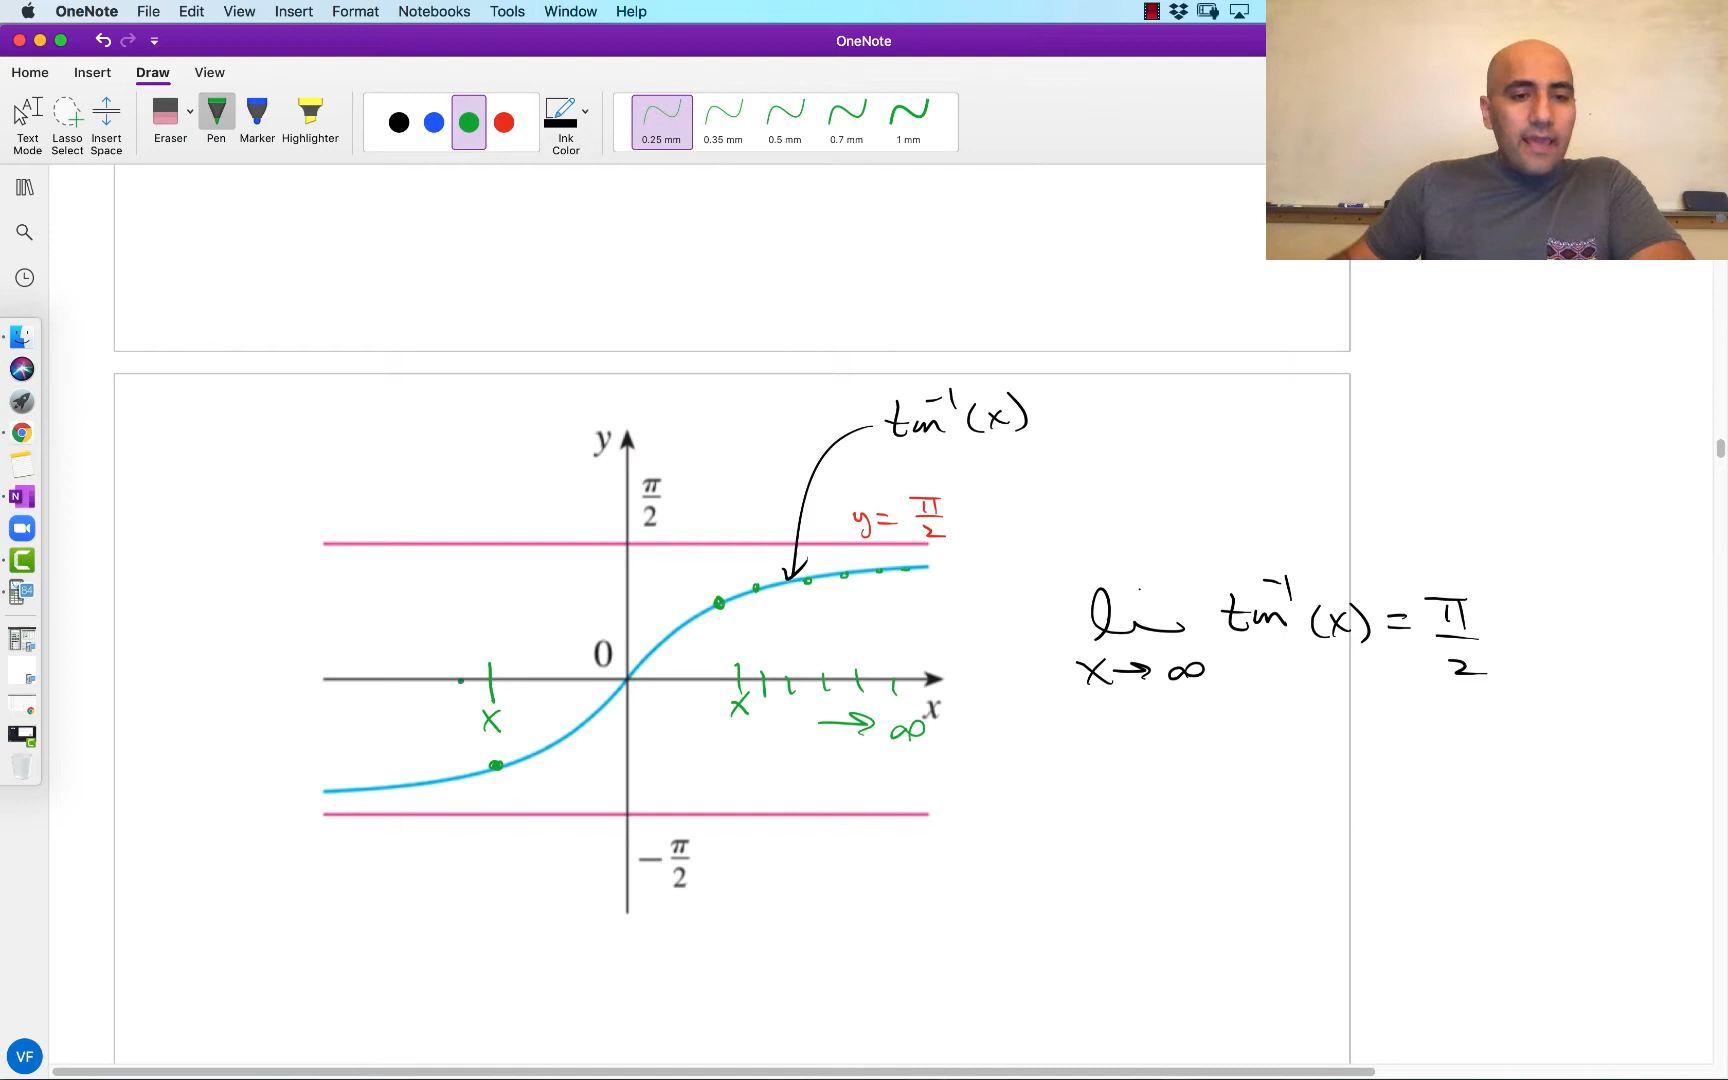 OneNote File Edit View Insert Format Notebooks Tools Window Help
OneNote
Home Insert Draw View
Text Mode
Lasso Select
Insert Space
Eraser
Pen
Marker
Highlighter
Ink Color
0.25 mm
0.35 mm
0.5 mm
0.7 mm
1 mm
tan⁻¹(x)
y
π/2
y = π/2
0
lim x→∞ tan⁻¹(x) = π/2
x
x
→ ∞
x
-π/2
VF